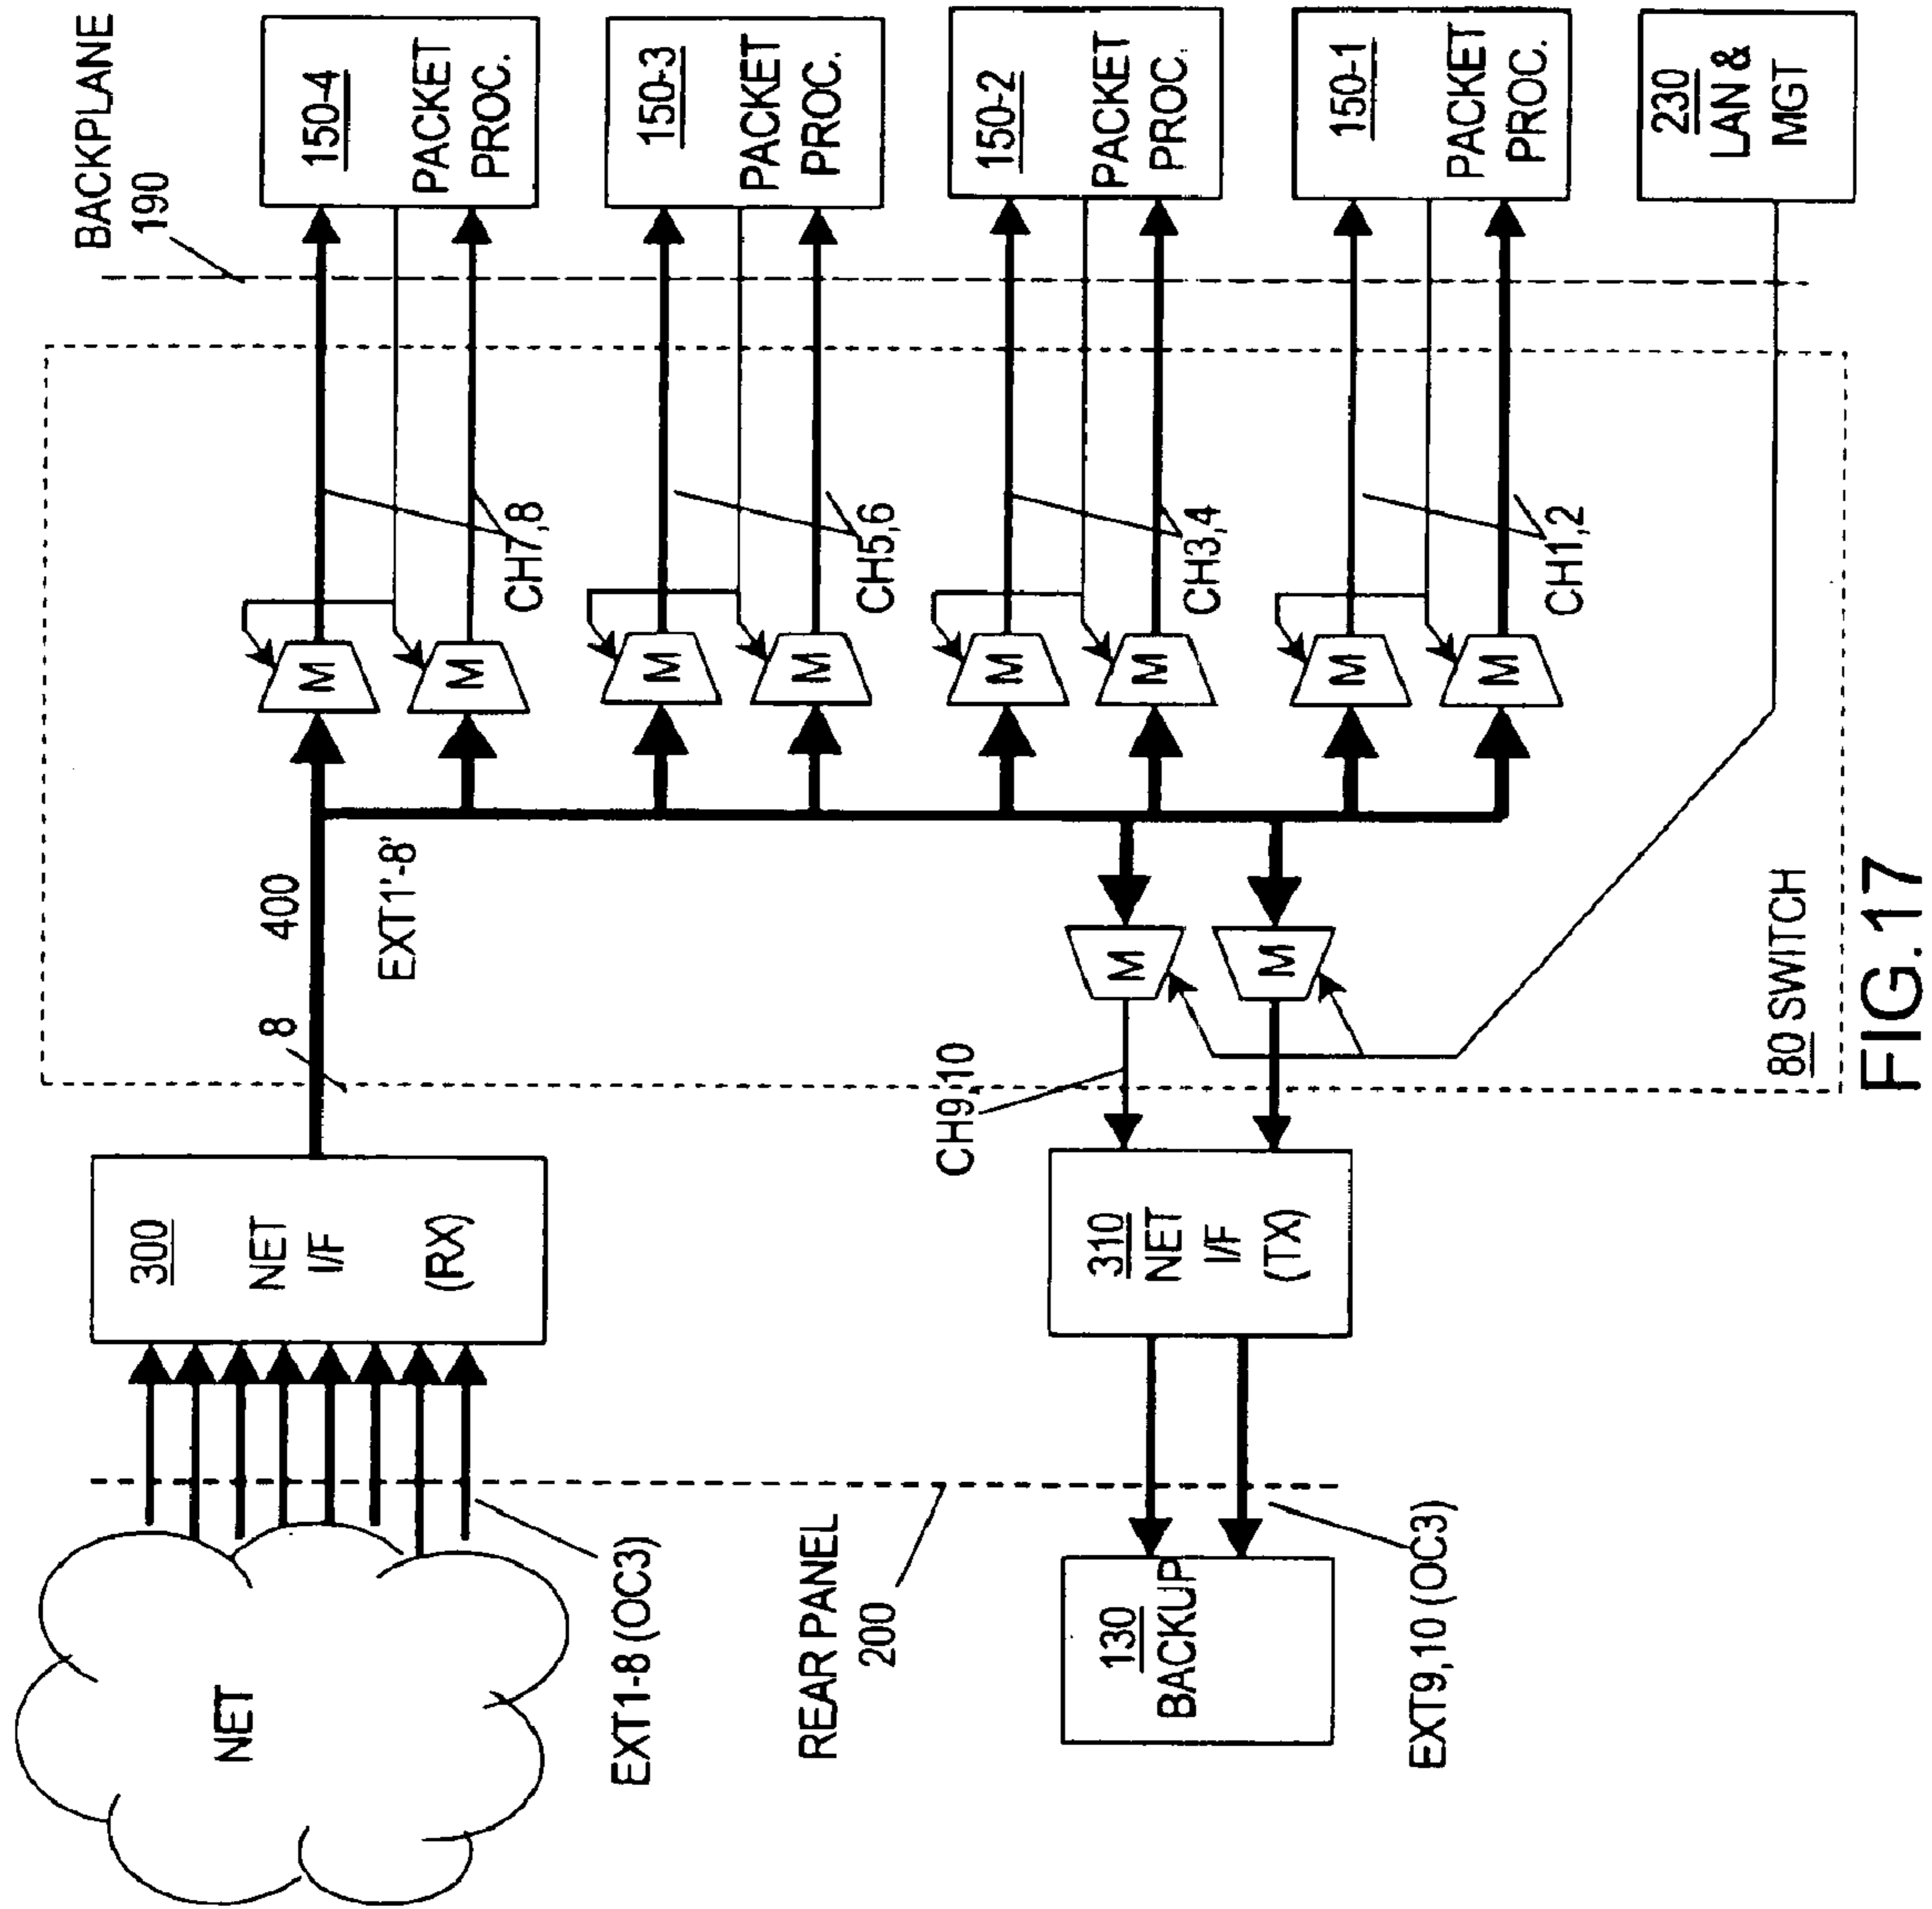 BACKPLANE
190
150-4
PACKET
PROC.
150-3
PACKET
PROC.
150-2
PACKET
PROC.
150-1
PACKET
PROC.
230
LAN &
MGT
CH7,8
CH5,6
CH3,4
CH1,2
M
M
M
M
M
M
M
M
400
8
EXT1'-8'
M
M
CH9,10
80 SWITCH
300
NET
I/F
(RX)
310
NET
I/F
(TX)
NET
EXT1-8 (OC3)
REAR PANEL
200
130
BACKUP
EXT9,10 (OC3)
FIG.17